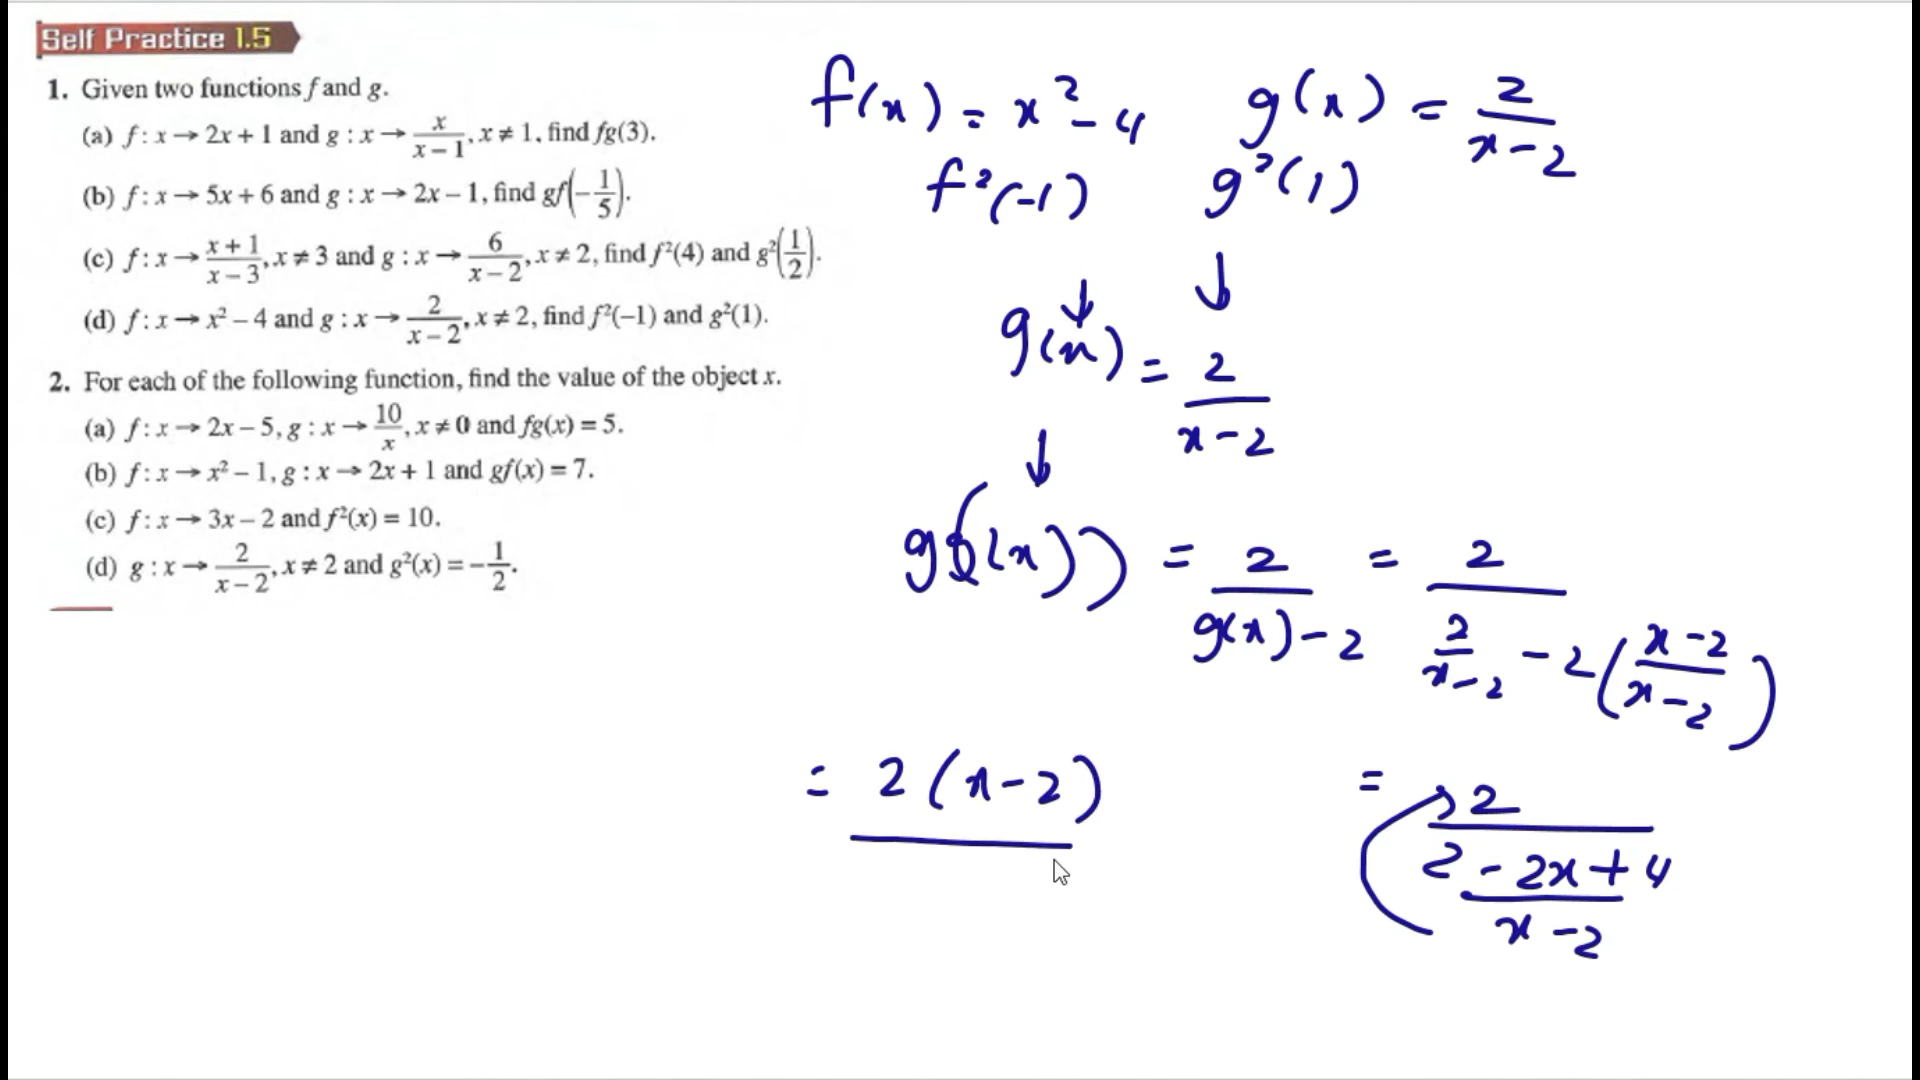 Self Practice 1.5
1. Given two functions f and g.
(a) f : x → 2x + 1 and g : x → x/(x − 1), x ≠ 1, find fg(3).
(b) f : x → 5x + 6 and g : x → 2x − 1, find gf(−1/5).
(c) f : x → (x + 1)/(x − 3), x ≠ 3 and g : x → 6/(x − 2), x ≠ 2, find f²(4) and g²(1/2).
(d) f : x → x² − 4 and g : x → 2/(x − 2), x ≠ 2, find f²(−1) and g²(1).
2. For each of the following function, find the value of the object x.
(a) f : x → 2x − 5, g : x → 10/x, x ≠ 0 and fg(x) = 5.
(b) f : x → x² − 1, g : x → 2x + 1 and gf(x) = 7.
(c) f : x → 3x − 2 and f²(x) = 10.
(d) g : x → 2/(x − 2), x ≠ 2 and g²(x) = −1/2.
f(x) = x² − 4 g(x) = 2/(x − 2)
f²(−1) g²(1)
↓ ↓
g(x) = 2/(x − 2)
↓
g(g(x)) = 2/(g(x) − 2) = 2/(2/(x − 2) − 2((x − 2)/(x − 2)))
= 2(x − 2) = 2/((2 − 2x + 4)/(x − 2))